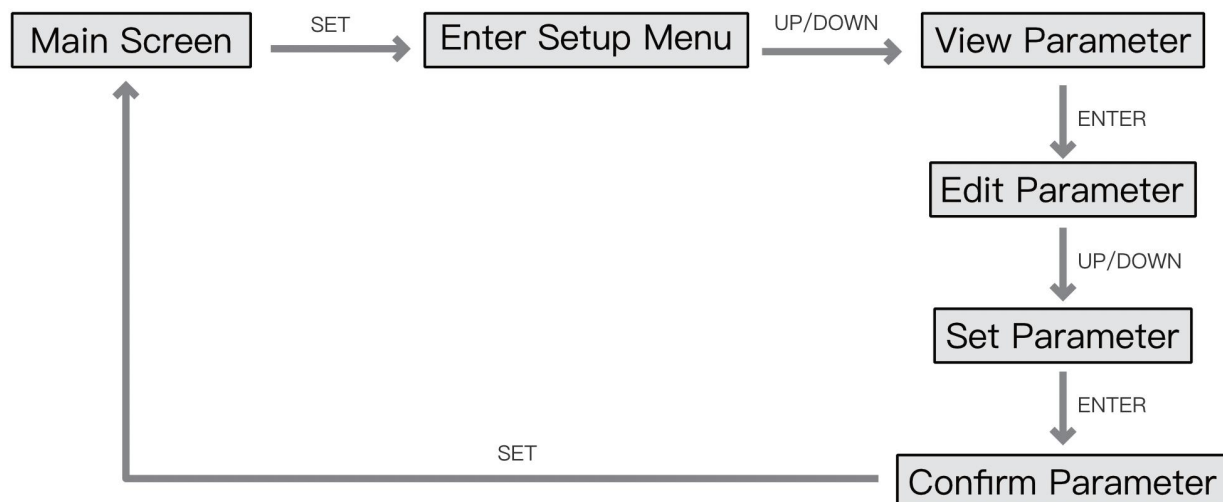 Main Screen
SET
Enter Setup Menu
UP/DOWN
View Parameter
ENTER
Edit Parameter
UP/DOWN
Set Parameter
ENTER
Confirm Parameter
SET